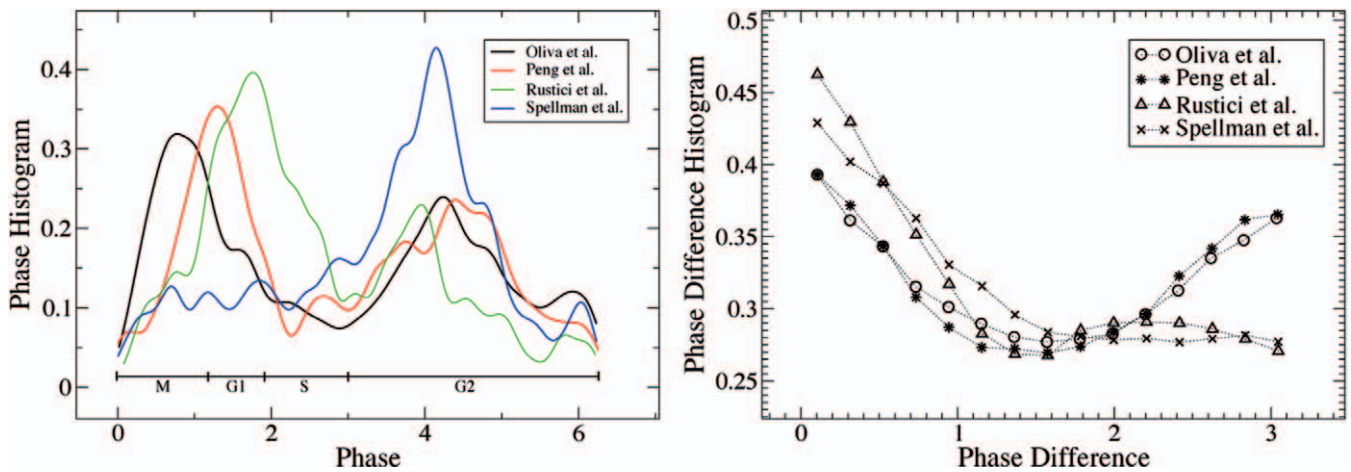 Phase Histogram
0.4
0.3
0.2
0.1
0
Oliva et al.
Peng et al.
Rustici et al.
Spellman et al.
M G1 S G2
0 2 4 6
Phase
Phase Difference Histogram
0.5
0.45
0.4
0.35
0.3
0.25
Oliva et al.
Peng et al.
Rustici et al.
Spellman et al.
0 1 2 3
Phase Difference